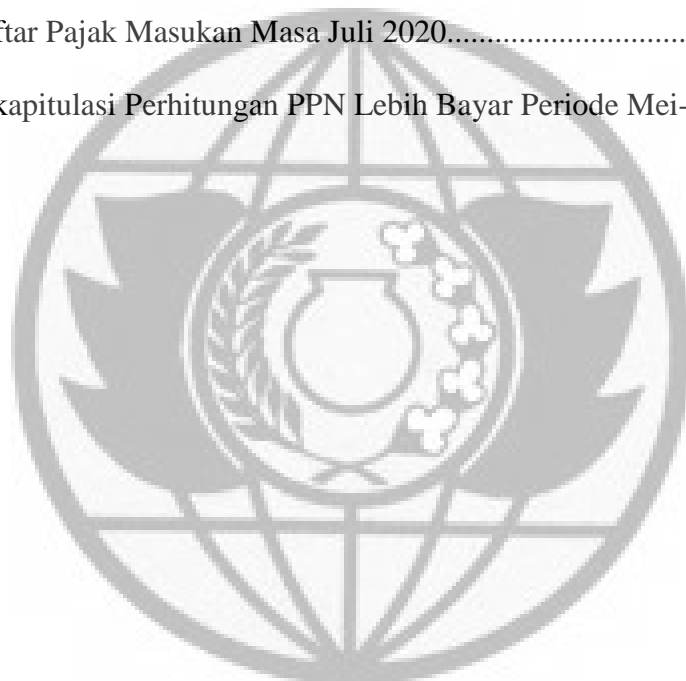 ftar Pajak Masukan Masa Juli 2020..............................
kapitulasi Perhitungan PPN Lebih Bayar Periode Mei-